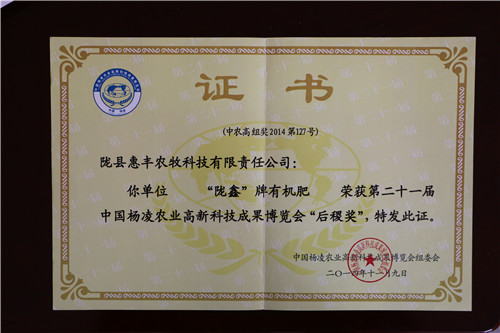 证书
(中农高组奖2014第127号)
陇县惠丰农牧科技有限责任公司：
你单位 “陇鑫”牌有机肥 荣获第二十一届
中国杨凌农业高新科技成果博览会“后稷奖”，特发此证。
中国杨凌农业高新科技成果博览会组委会
二〇一四年十一月九日